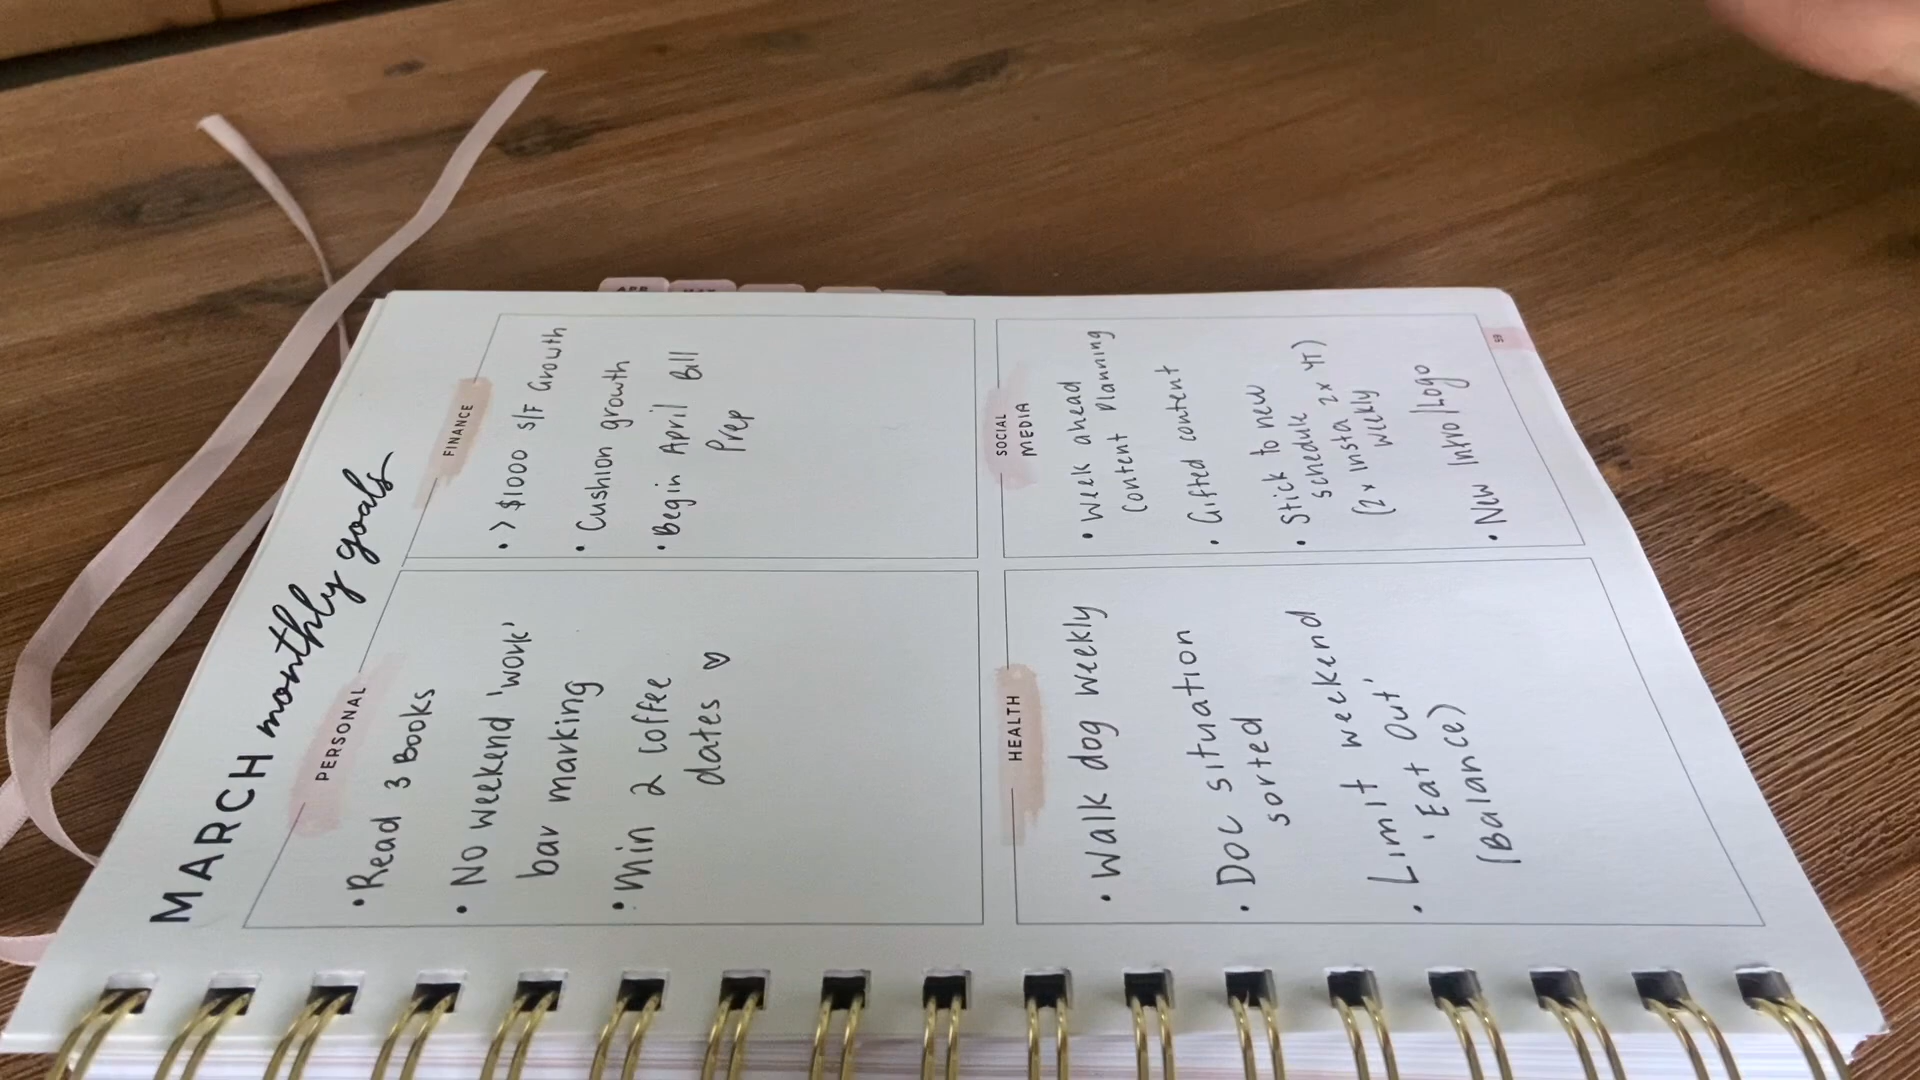 MARCH monthly goals
PERSONAL
• Read 3 Books
• No weekend 'work'
bar marking
• Min 2 coffee
dates ♡
FINANCE
• > $1000 S/F Growth
• Cushion growth
• Begin April Bill
Prep
HEALTH
• Walk dog weekly
• Doc situation
sorted
• Limit weekend
'Eat Out'
(Balance)
SOCIAL
MEDIA
• Week ahead
Content Planning
• Gifted content
• Stick to new
schedule
(2x insta 2x YT)
weekly
• New Intro/Logo
APR
MAY